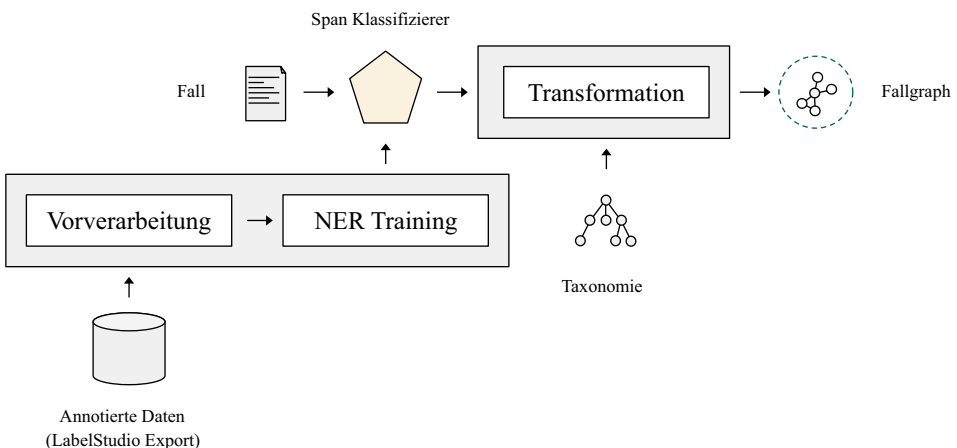 Span Klassifizierer
Fall
Transformation
Fallgraph
Vorverarbeitung
NER Training
Taxonomie
Annotierte Daten
(LabelStudio Export)